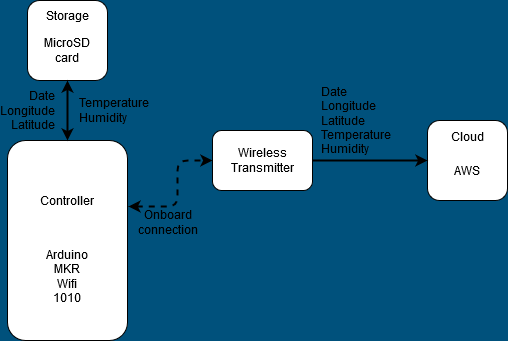 Storage
MicroSD
card
Date
Longitude
Latitude
Temperature
Humidity
Controller
Arduino
MKR
Wifi
1010
Onboard
connection
Wireless
Transmitter
Date
Longitude
Latitude
Temperature
Humidity
Cloud
AWS